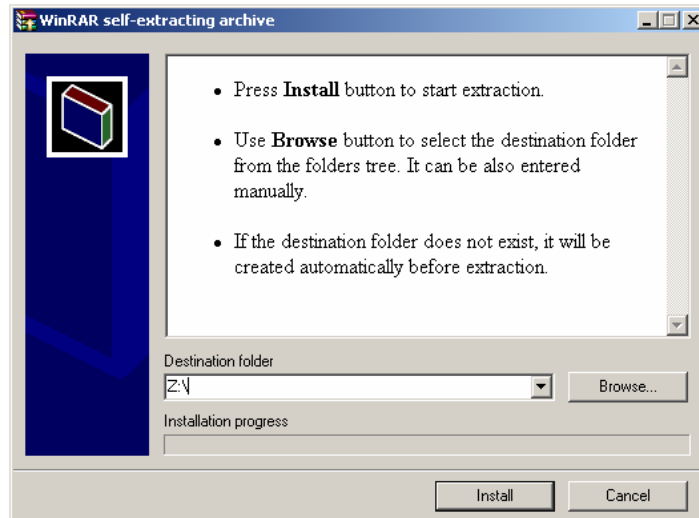 WinRAR self-extracting archive
• Press Install button to start extraction.
• Use Browse button to select the destination folder
from the folders tree. It can be also entered
manually.
• If the destination folder does not exist, it will be
created automatically before extraction.
Destination folder
Z:\
Browse...
Installation progress
Install
Cancel